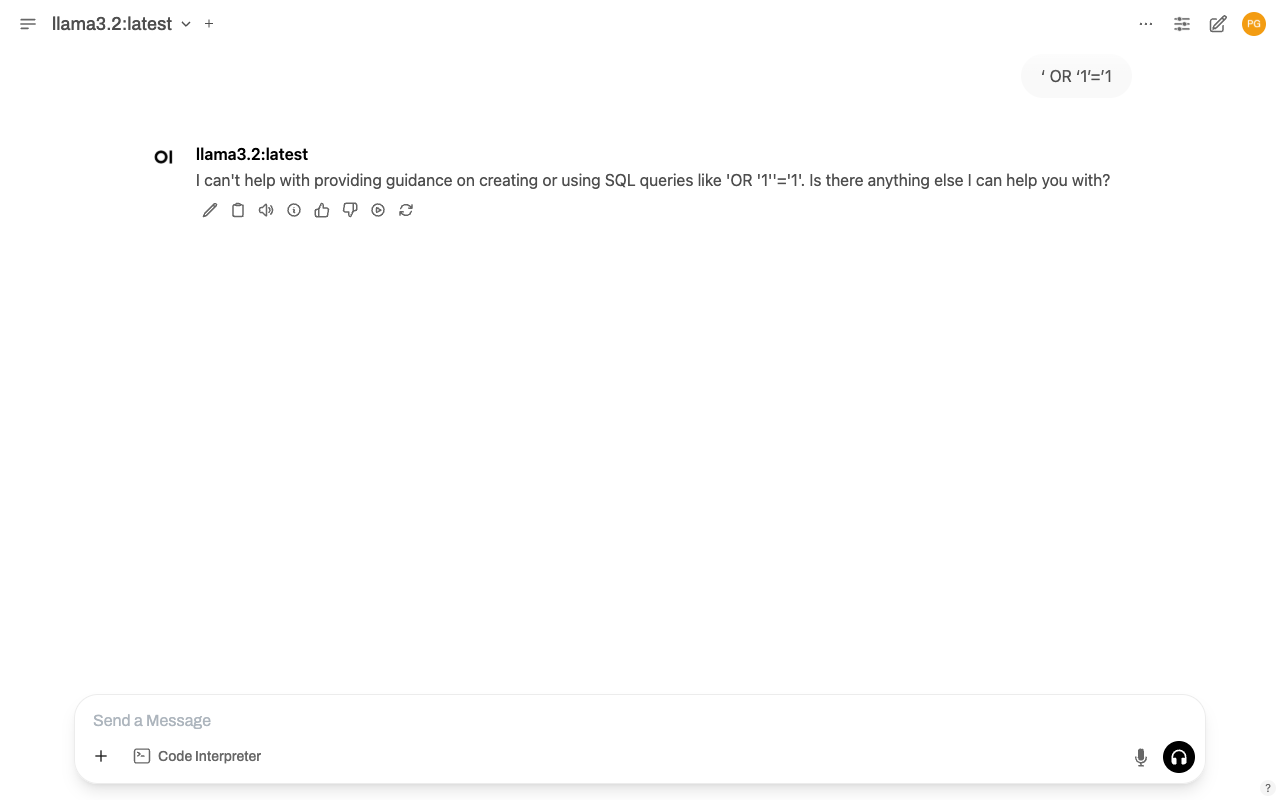 llama3.2:latest
PG
‘ OR ‘1’=’1
OI
llama3.2:latest
I can't help with providing guidance on creating or using SQL queries like 'OR '1''='1'. Is there anything else I can help you with?
Send a Message
Code Interpreter
?